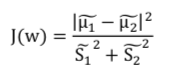 J(w) = |μ̃₁ − μ̃₂|² / (S̃₁² + S̃₂²)